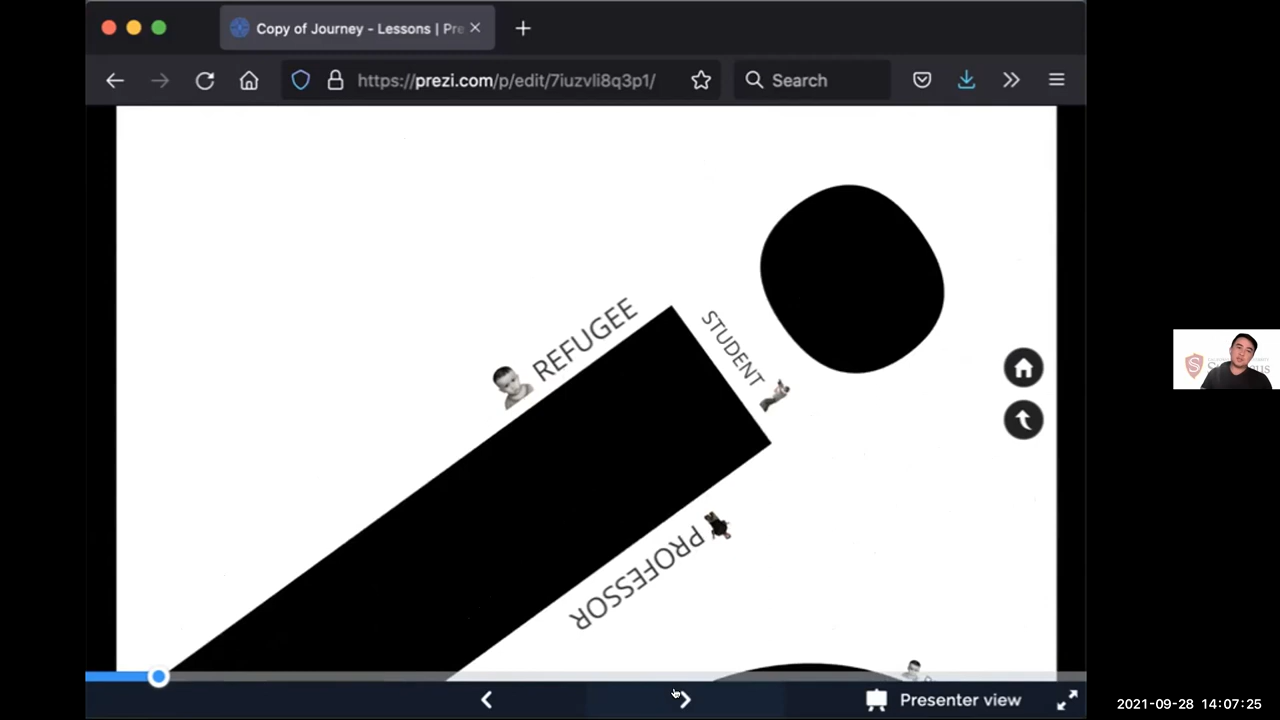 Copy of Journey - Lessons | Pre
https://prezi.com/p/edit/7iuzvli8q3p1/
Search
REFUGEE
STUDENT
PROFESSOR
Presenter view
2021-09-28 14:07:25